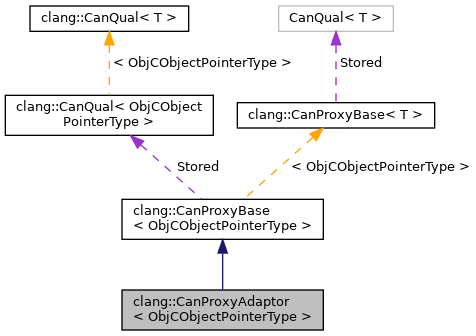 clang::CanQual< T >
CanQual< T >
< ObjCObjectPointerType >
Stored
clang::CanQual< ObjCObject
PointerType >
clang::CanProxyBase< T >
Stored
< ObjCObjectPointerType >
clang::CanProxyBase
< ObjCObjectPointerType >
clang::CanProxyAdaptor
< ObjCObjectPointerType >